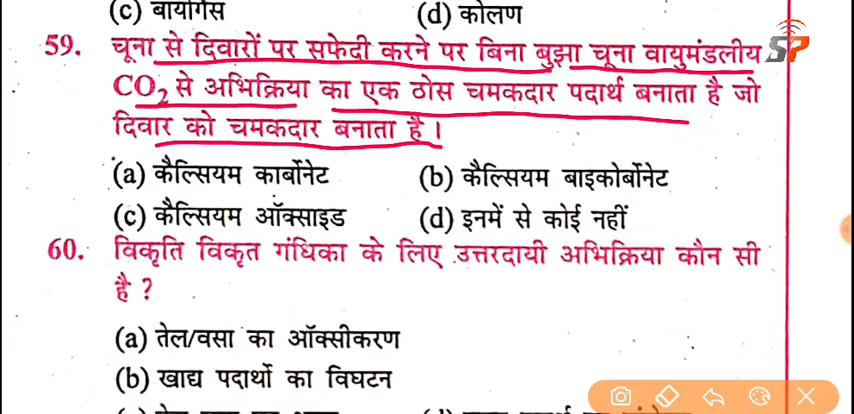 (c) बायोगैस (d) कोलण
59. चूना से दिवारों पर सफेदी करने पर बिना बुझा चूना वायुमंडलीय
CO₂ से अभिक्रिया का एक ठोस चमकदार पदार्थ बनाता है जो
दिवार को चमकदार बनाता है।
(a) कैल्सियम कार्बोनेट (b) कैल्सियम बाइकोर्बोनेट
(c) कैल्सियम ऑक्साइड (d) इनमें से कोई नहीं
60. विकृति विकृत गंधिका के लिए उत्तरदायी अभिक्रिया कौन सी
है ?
(a) तेल/वसा का ऑक्सीकरण
(b) खाद्य पदार्थो का विघटन